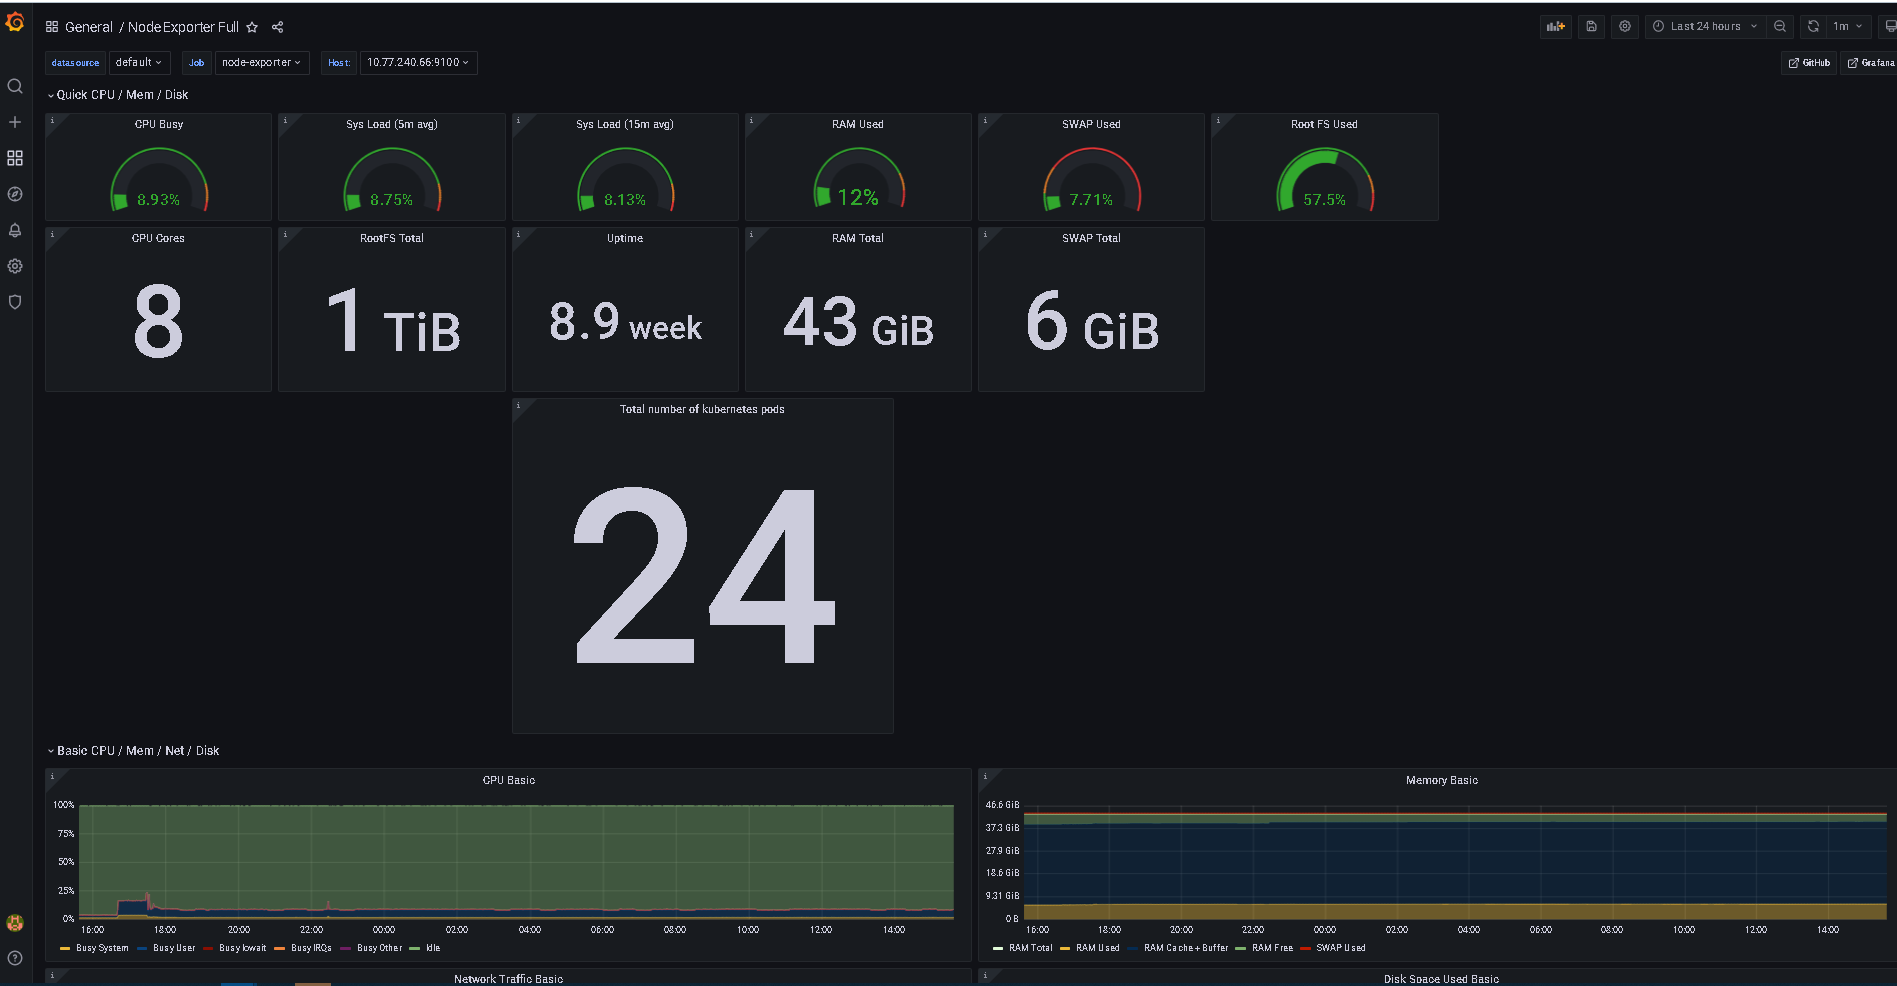 General / Node Exporter Full
Last 24 hours
1m
datasource default Job node-exporter Host: 10.77.240.66:9100
GitHub
Grafana
Quick CPU / Mem / Disk
CPU Busy
8.93%
Sys Load (5m avg)
8.75%
Sys Load (15m avg)
8.13%
RAM Used
12%
SWAP Used
7.71%
Root FS Used
57.5%
CPU Cores
8
RootFS Total
1 TiB
Uptime
8.9 week
RAM Total
43 GiB
SWAP Total
6 GiB
Total number of kubernetes pods
24
Basic CPU / Mem / Net / Disk
CPU Basic
100%
75%
50%
25%
0%
16:00 18:00 20:00 22:00 00:00 02:00 04:00 06:00 08:00 10:00 12:00 14:00
Busy System Busy User Busy Iowait Busy IRQs Busy Other Idle
Memory Basic
46.6 GiB
37.3 GiB
27.9 GiB
18.6 GiB
9.31 GiB
0 B
16:00 18:00 20:00 22:00 00:00 02:00 04:00 06:00 08:00 10:00 12:00 14:00
RAM Total RAM Used RAM Cache + Buffer RAM Free SWAP Used
Network Traffic Basic
Disk Space Used Basic